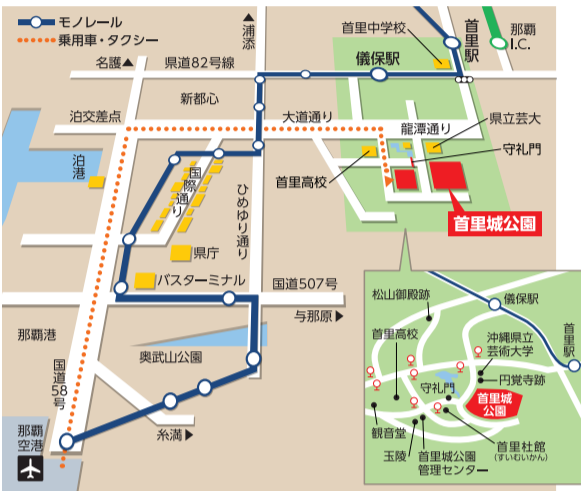 モノレール
乗用車・タクシー
▲浦添
首里中学校
首里駅
那覇
I.C.
名護▲
県道82号線
儀保駅
新都心
泊交差点
大道通り
龍潭通り
県立芸大
守礼門
泊港
国際通り
首里高校
首里城公園
ひめゆり通り
県庁
バスターミナル
国道507号
与那原▶
那覇港
奥武山公園
国道58号
糸満▶
那覇
空港
松山御殿跡
儀保駅
首里駅
首里高校
沖縄県立
芸術大学
守礼門
円覚寺跡
首里城
公園
観音堂
玉陵
首里城公園
管理センター
首里杜館
(すいむいかん)